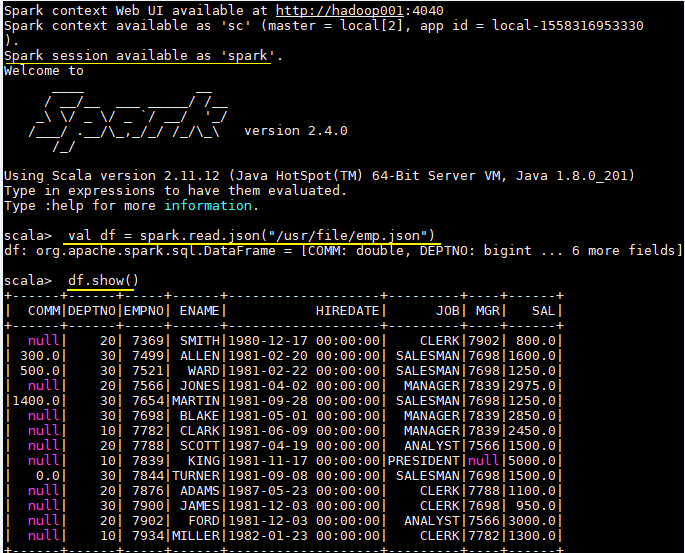 Spark context Web UI available at http://hadoop001:4040
Spark context available as 'sc' (master = local[2], app id = local-1558316953330
).
Spark session available as 'spark'.
Welcome to
      ____              __
     / __/__  ___ _____/ /__
    _\ \/ _ \/ _ `/ __/  '_/
   /___/ .__/\_,_/_/ /_/\_\   version 2.4.0
      /_/
Using Scala version 2.11.12 (Java HotSpot(TM) 64-Bit Server VM, Java 1.8.0_201)
Type in expressions to have them evaluated.
Type :help for more information.
scala>  val df = spark.read.json("/usr/file/emp.json")
df: org.apache.spark.sql.DataFrame = [COMM: double, DEPTNO: bigint ... 6 more fields]
scala>  df.show()
+------+------+-----+------+-------------------+---------+----+------+
|  COMM|DEPTNO|EMPNO| ENAME|           HIREDATE|      JOB| MGR|   SAL|
+------+------+-----+------+-------------------+---------+----+------+
|  null|    20| 7369| SMITH|1980-12-17 00:00:00|    CLERK|7902| 800.0|
| 300.0|    30| 7499| ALLEN|1981-02-20 00:00:00| SALESMAN|7698|1600.0|
| 500.0|    30| 7521|  WARD|1981-02-22 00:00:00| SALESMAN|7698|1250.0|
|  null|    20| 7566| JONES|1981-04-02 00:00:00|  MANAGER|7839|2975.0|
|1400.0|    30| 7654|MARTIN|1981-09-28 00:00:00| SALESMAN|7698|1250.0|
|  null|    30| 7698| BLAKE|1981-05-01 00:00:00|  MANAGER|7839|2850.0|
|  null|    10| 7782| CLARK|1981-06-09 00:00:00|  MANAGER|7839|2450.0|
|  null|    20| 7788| SCOTT|1987-04-19 00:00:00|  ANALYST|7566|1500.0|
|  null|    10| 7839|  KING|1981-11-17 00:00:00|PRESIDENT|null|5000.0|
|   0.0|    30| 7844|TURNER|1981-09-08 00:00:00| SALESMAN|7698|1500.0|
|  null|    20| 7876| ADAMS|1987-05-23 00:00:00|    CLERK|7788|1100.0|
|  null|    30| 7900| JAMES|1981-12-03 00:00:00|    CLERK|7698| 950.0|
|  null|    20| 7902|  FORD|1981-12-03 00:00:00|  ANALYST|7566|3000.0|
|  null|    10| 7934|MILLER|1982-01-23 00:00:00|    CLERK|7782|1300.0|
+------+------+-----+------+-------------------+---------+----+------+